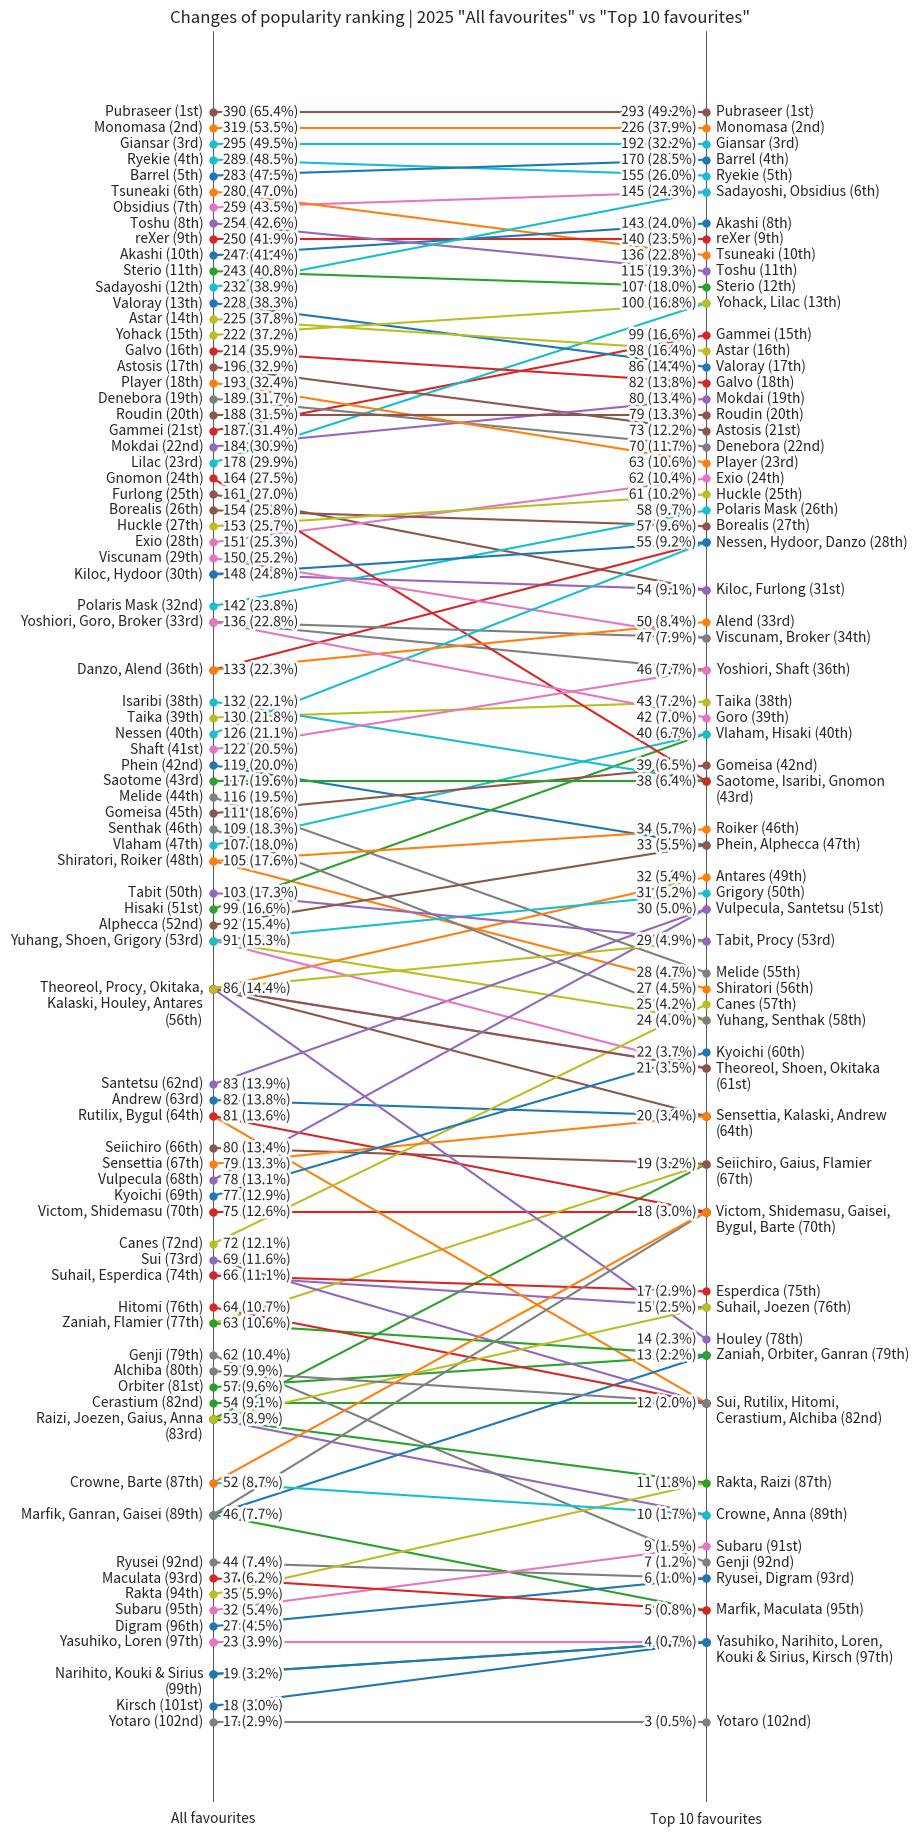 Changes of popularity ranking | 2025 "All favourites" vs "Top 10 favourites"
Pubraseer (1st) 390 (65.4%) 293 (49.2%) Pubraseer (1st)
Monomasa (2nd) 319 (53.5%) 226 (37.9%) Monomasa (2nd)
Giansar (3rd) 295 (49.5%) 192 (32.2%) Giansar (3rd)
Ryekie (4th) 289 (48.5%) 170 (28.5%) Barrel (4th)
Barrel (5th) 283 (47.5%) 155 (26.0%) Ryekie (5th)
Tsuneaki (6th) 280 (47.0%) 145 (24.3%) Sadayoshi, Obsidius (6th)
Obsidius (7th) 259 (43.5%)
Toshu (8th) 254 (42.6%) 143 (24.0%) Akashi (8th)
reXer (9th) 250 (41.9%) 140 (23.5%) reXer (9th)
Akashi (10th) 247 (41.4%) 136 (22.8%) Tsuneaki (10th)
Sterio (11th) 243 (40.8%) 115 (19.3%) Toshu (11th)
Sadayoshi (12th) 232 (38.9%) 107 (18.0%) Sterio (12th)
Valoray (13th) 228 (38.3%) 100 (16.8%) Yohack, Lilac (13th)
Astar (14th) 225 (37.8%)
Yohack (15th) 222 (37.2%) 99 (16.6%) Gammei (15th)
Galvo (16th) 214 (35.9%) 98 (16.4%) Astar (16th)
Astosis (17th) 196 (32.9%) 86 (14.4%) Valoray (17th)
Player (18th) 193 (32.4%) 82 (13.8%) Galvo (18th)
Denebora (19th) 189 (31.7%) 80 (13.4%) Mokdai (19th)
Roudin (20th) 188 (31.5%) 79 (13.3%) Roudin (20th)
Gammei (21st) 187 (31.4%) 73 (12.2%) Astosis (21st)
Mokdai (22nd) 184 (30.9%) 70 (11.7%) Denebora (22nd)
Lilac (23rd) 178 (29.9%) 63 (10.6%) Player (23rd)
Gnomon (24th) 164 (27.5%) 62 (10.4%) Exio (24th)
Furlong (25th) 161 (27.0%) 61 (10.2%) Huckle (25th)
Borealis (26th) 154 (25.8%) 58 (9.7%) Polaris Mask (26th)
Huckle (27th) 153 (25.7%) 57 (9.6%) Borealis (27th)
Exio (28th) 151 (25.3%) 55 (9.2%) Nessen, Hydoor, Danzo (28th)
Viscunam (29th) 150 (25.2%)
Kiloc, Hydoor (30th) 148 (24.8%)
54 (9.1%) Kiloc, Furlong (31st)
Polaris Mask (32nd) 142 (23.8%)
Yoshiori, Goro, Broker (33rd) 136 (22.8%) 50 (8.4%) Alend (33rd)
47 (7.9%) Viscunam, Broker (34th)
Danzo, Alend (36th) 133 (22.3%) 46 (7.7%) Yoshiori, Shaft (36th)
Isaribi (38th) 132 (22.1%) 43 (7.2%) Taika (38th)
Taika (39th) 130 (21.8%) 42 (7.0%) Goro (39th)
Nessen (40th) 126 (21.1%) 40 (6.7%) Vlaham, Hisaki (40th)
Shaft (41st) 122 (20.5%)
Phein (42nd) 119 (20.0%) 39 (6.5%) Gomeisa (42nd)
Saotome (43rd) 117 (19.6%) 38 (6.4%) Saotome, Isaribi, Gnomon
Melide (44th) 116 (19.5%) (43rd)
Gomeisa (45th) 111 (18.6%)
Senthak (46th) 109 (18.3%) 34 (5.7%) Roiker (46th)
Vlaham (47th) 107 (18.0%) 33 (5.5%) Phein, Alphecca (47th)
Shiratori, Roiker (48th) 105 (17.6%)
32 (5.4%) Antares (49th)
Tabit (50th) 103 (17.3%) 31 (5.2%) Grigory (50th)
Hisaki (51st) 99 (16.6%) 30 (5.0%) Vulpecula, Santetsu (51st)
Alphecca (52nd) 92 (15.4%)
Yuhang, Shoen, Grigory (53rd) 91 (15.3%) 29 (4.9%) Tabit, Procy (53rd)
28 (4.7%) Melide (55th)
Theoreol, Procy, Okitaka, 86 (14.4%) 27 (4.5%) Shiratori (56th)
Kalaski, Houley, Antares 25 (4.2%) Canes (57th)
(56th) 24 (4.0%) Yuhang, Senthak (58th)
22 (3.7%) Kyoichi (60th)
21 (3.5%) Theoreol, Shoen, Okitaka
Santetsu (62nd) 83 (13.9%) (61st)
Andrew (63rd) 82 (13.8%)
Rutilix, Bygul (64th) 81 (13.6%) 20 (3.4%) Sensettia, Kalaski, Andrew
(64th)
Seiichiro (66th) 80 (13.4%)
Sensettia (67th) 79 (13.3%) 19 (3.2%) Seiichiro, Gaius, Flamier
Vulpecula (68th) 78 (13.1%) (67th)
Kyoichi (69th) 77 (12.9%)
Victom, Shidemasu (70th) 75 (12.6%) 18 (3.0%) Victom, Shidemasu, Gaisei,
Bygul, Barte (70th)
Canes (72nd) 72 (12.1%)
Sui (73rd) 69 (11.6%)
Suhail, Esperdica (74th) 66 (11.1%)
17 (2.9%) Esperdica (75th)
Hitomi (76th) 64 (10.7%) 15 (2.5%) Suhail, Joezen (76th)
Zaniah, Flamier (77th) 63 (10.6%)
14 (2.3%) Houley (78th)
Genji (79th) 62 (10.4%) 13 (2.2%) Zaniah, Orbiter, Ganran (79th)
Alchiba (80th) 59 (9.9%)
Orbiter (81st) 57 (9.6%)
Cerastium (82nd) 54 (9.1%) 12 (2.0%) Sui, Rutilix, Hitomi,
Raizi, Joezen, Gaius, Anna 53 (8.9%) Cerastium, Alchiba (82nd)
(83rd)
Crowne, Barte (87th) 52 (8.7%) 11 (1.8%) Rakta, Raizi (87th)
Marfik, Ganran, Gaisei (89th) 46 (7.7%) 10 (1.7%) Crowne, Anna (89th)
9 (1.5%) Subaru (91st)
Ryusei (92nd) 44 (7.4%) 7 (1.2%) Genji (92nd)
Maculata (93rd) 37 (6.2%) 6 (1.0%) Ryusei, Digram (93rd)
Rakta (94th) 35 (5.9%)
Subaru (95th) 32 (5.4%) 5 (0.8%) Marfik, Maculata (95th)
Digram (96th) 27 (4.5%)
Yasuhiko, Loren (97th) 23 (3.9%) 4 (0.7%) Yasuhiko, Narihito, Loren,
Kouki & Sirius, Kirsch (97th)
Narihito, Kouki & Sirius 19 (3.2%)
(99th)
Kirsch (101st) 18 (3.0%)
Yotaro (102nd) 17 (2.9%) 3 (0.5%) Yotaro (102nd)
All favourites Top 10 favourites